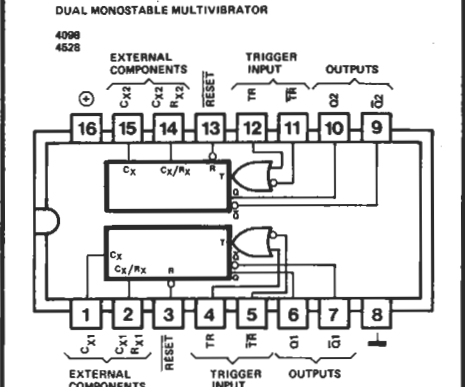 DUAL MONOSTABLE MULTIVIBRATOR
4098
4528
EXTERNAL COMPONENTS
TRIGGER INPUT
OUTPUTS
⊕
CX2
CX2 RX2
RESET
TR
TR
Q2
Q2
16 15 14 13 12 11 10 9
CX
CX/RX
R
T
Q
Q
T
CX
CX/RX
R
Q
Q
1 2 3 4 5 6 7 8
CX1
CX1 RX1
RESET
TR
TR
Q1
Q1
EXTERNAL COMPONENTS
TRIGGER INPUT
OUTPUTS